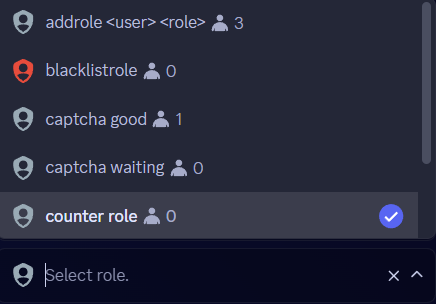 addrole <user> <role> 3
blacklistrole 0
captcha good 1
captcha waiting 0
counter role 0
Select role.